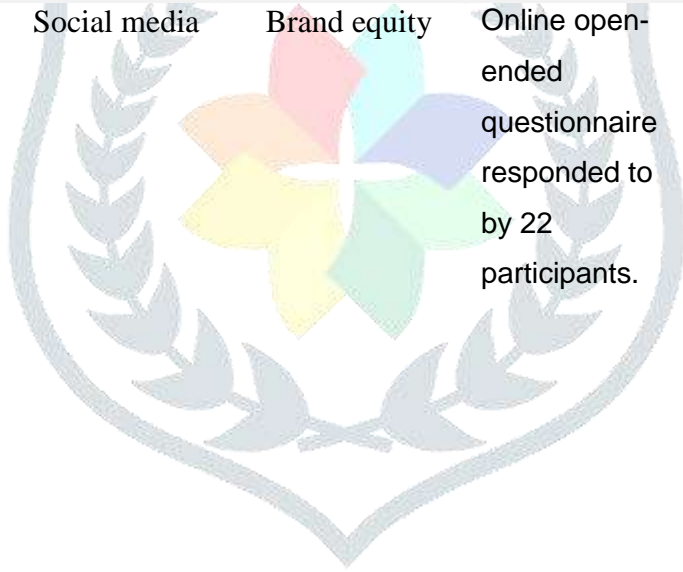 Social media Brand equity Online open-
ended
questionnaire
responded to
by 22
participants.